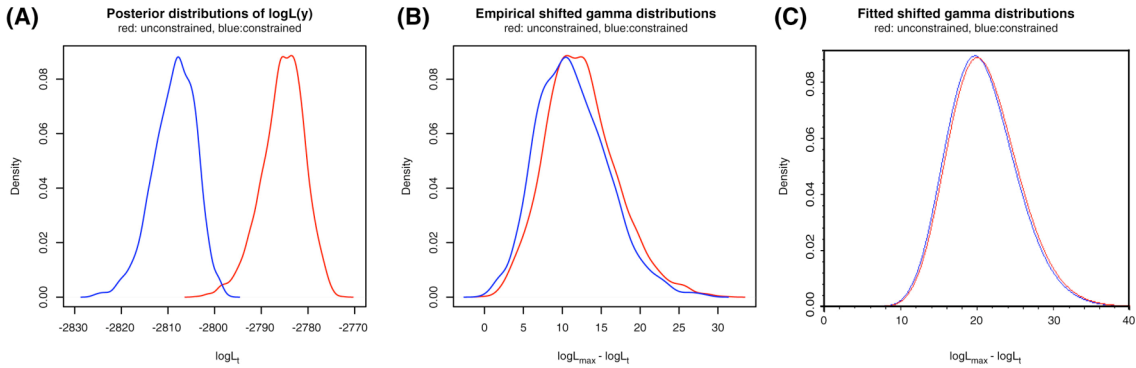 (A)
Posterior distributions of logL(y)
red: unconstrained, blue:constrained
Density
0.00 0.02 0.04 0.06 0.08
-2830 -2820 -2810 -2800 -2790 -2780 -2770
logLt
(B)
Empirical shifted gamma distributions
red: unconstrained, blue:constrained
Density
0.00 0.02 0.04 0.06 0.08
0 5 10 15 20 25 30
logLmax - logLt
(C)
Fitted shifted gamma distributions
red: unconstrained, blue:constrained
Density
0.00 0.02 0.04 0.06 0.08
0 10 20 30 40
logLmax - logLt